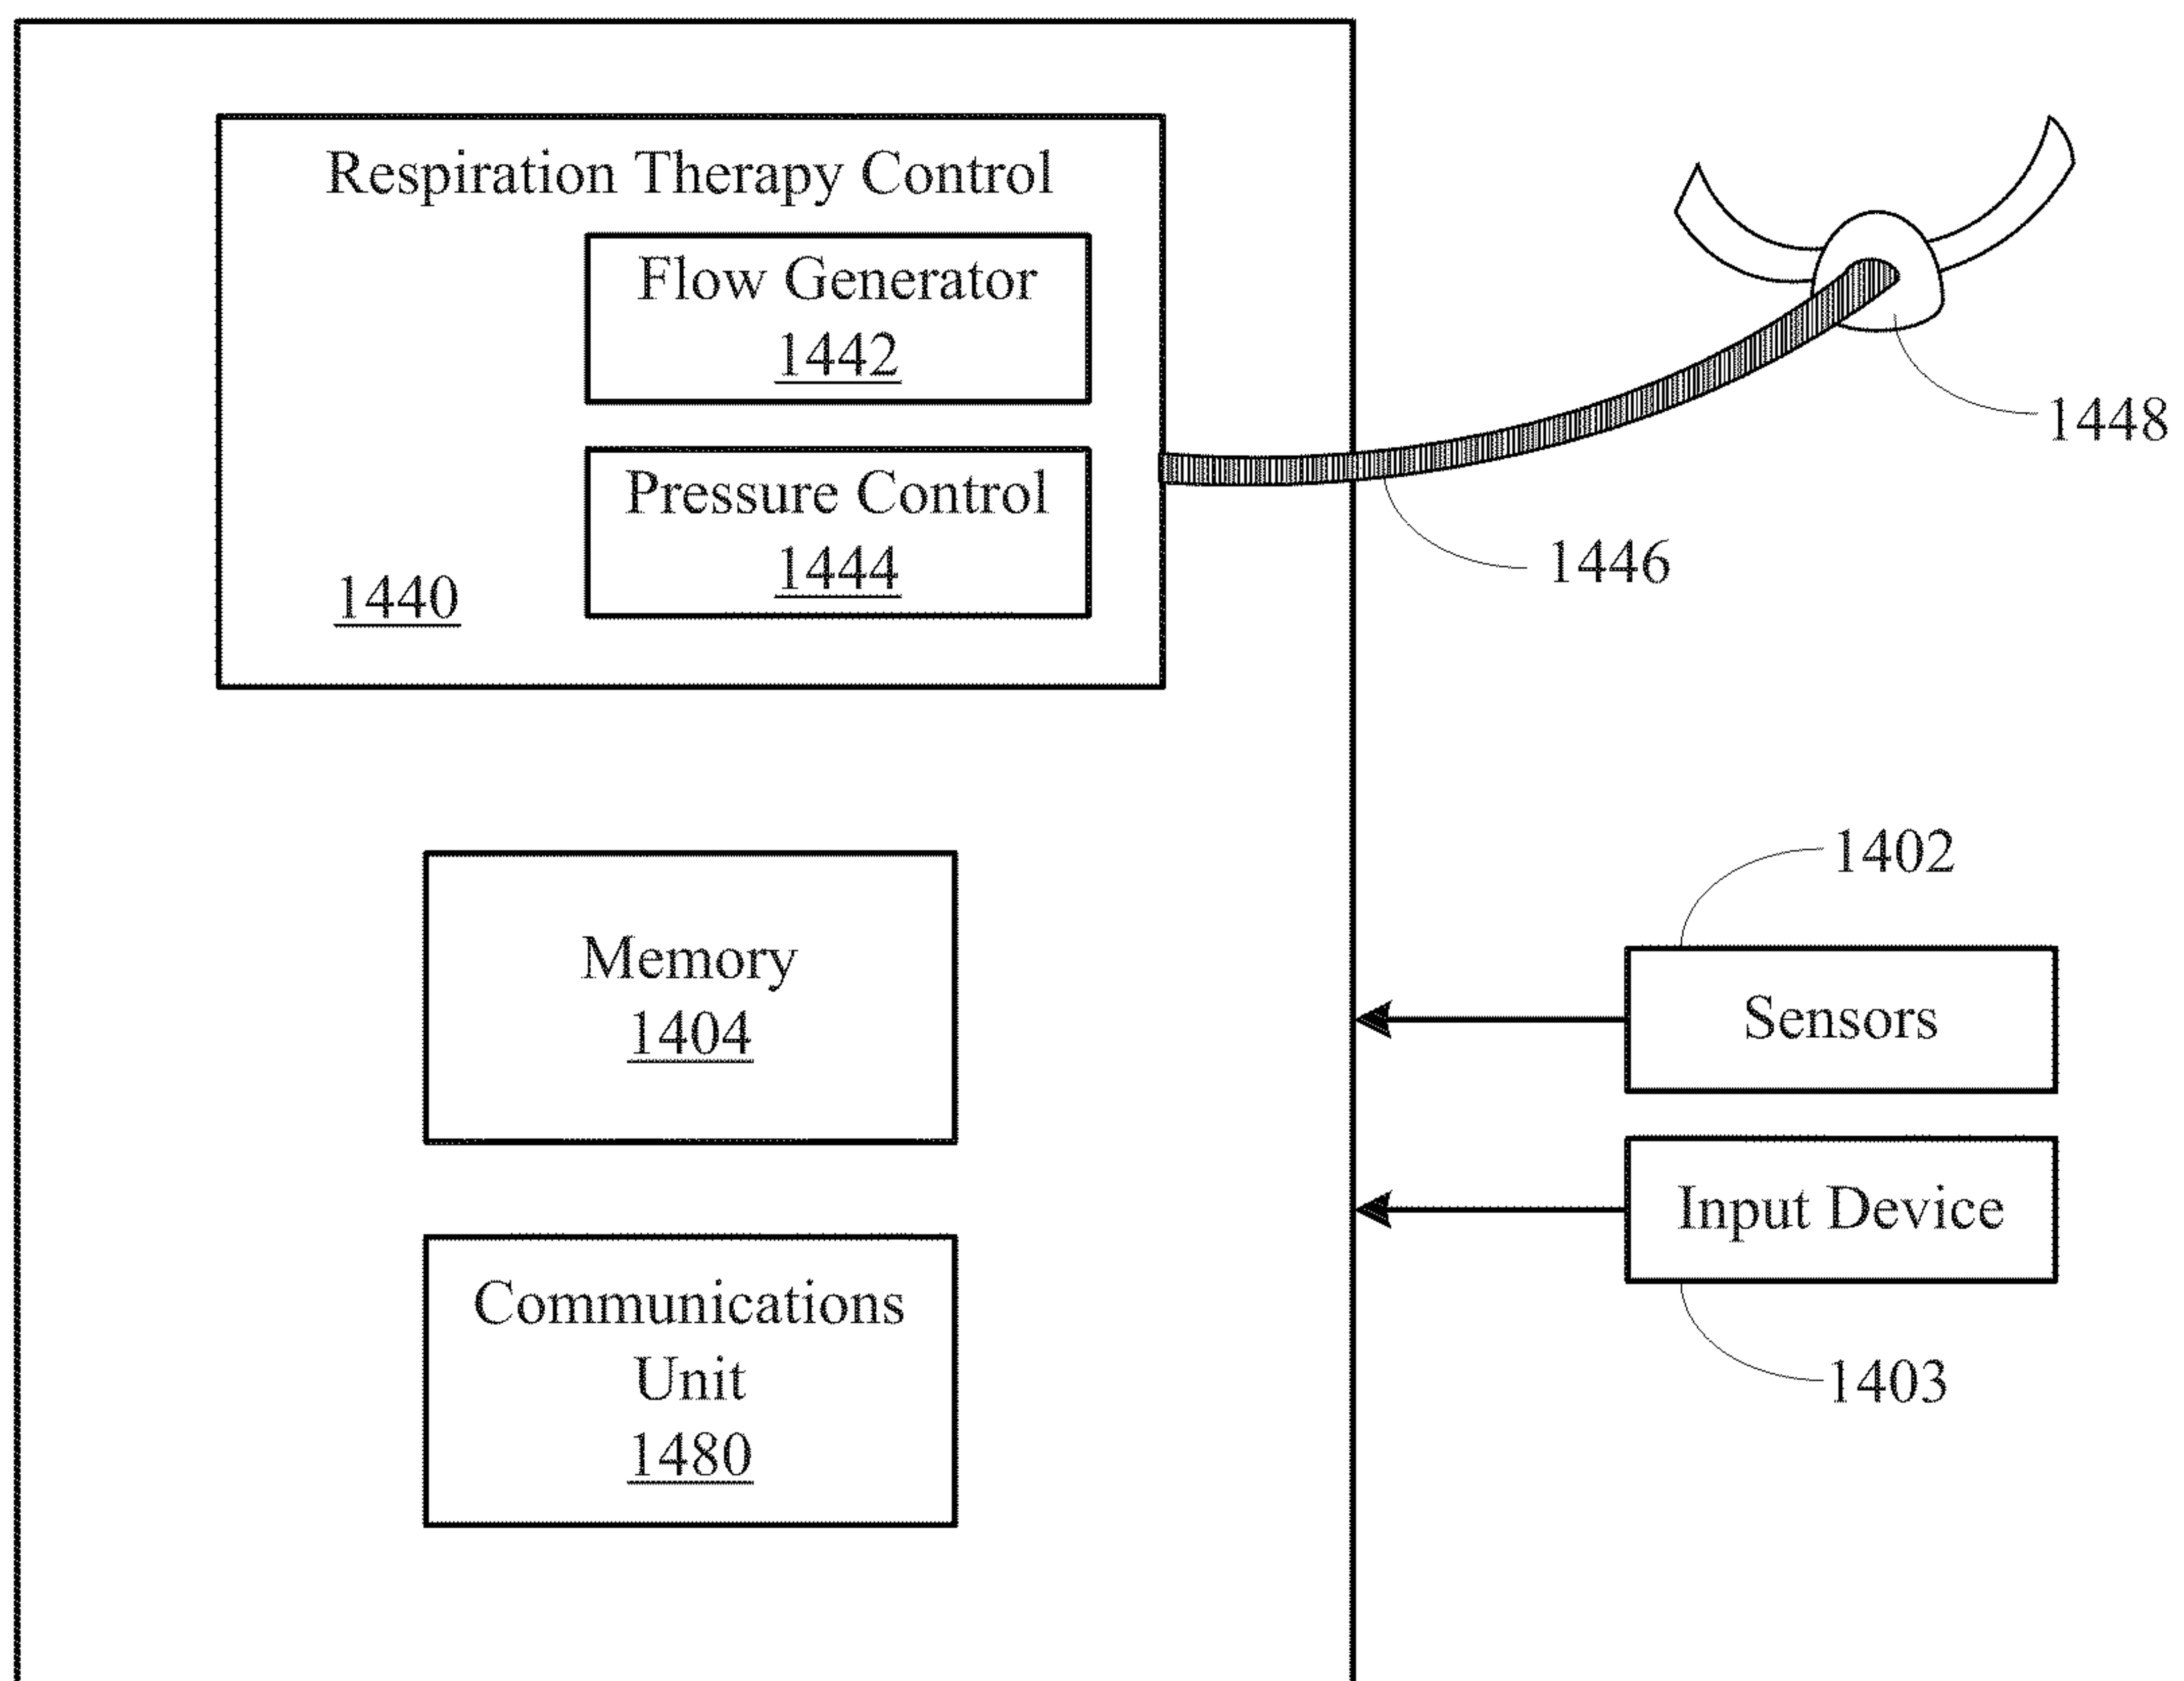 Respiration Therapy Control
Flow Generator
1442
Pressure Control
1444
1440
1448
1446
Memory
1404
Communications
Unit
1480
1402
Sensors
Input Device
1403